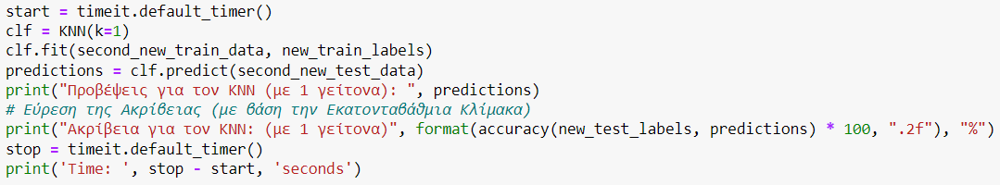 start = timeit.default_timer()
clf = KNN(k=1)
clf.fit(second_new_train_data, new_train_labels)
predictions = clf.predict(second_new_test_data)
print("Προβέψεις για τον KNN (με 1 γείτονα): ", predictions)
# Εύρεση της Ακρίβειας (με βάση την Εκατονταβάθμια Κλίμακα)
print("Ακρίβεια για τον KNN: (με 1 γείτονα)", format(accuracy(new_test_labels, predictions) * 100, ".2f"), "%")
stop = timeit.default_timer()
print('Time: ', stop - start, 'seconds')